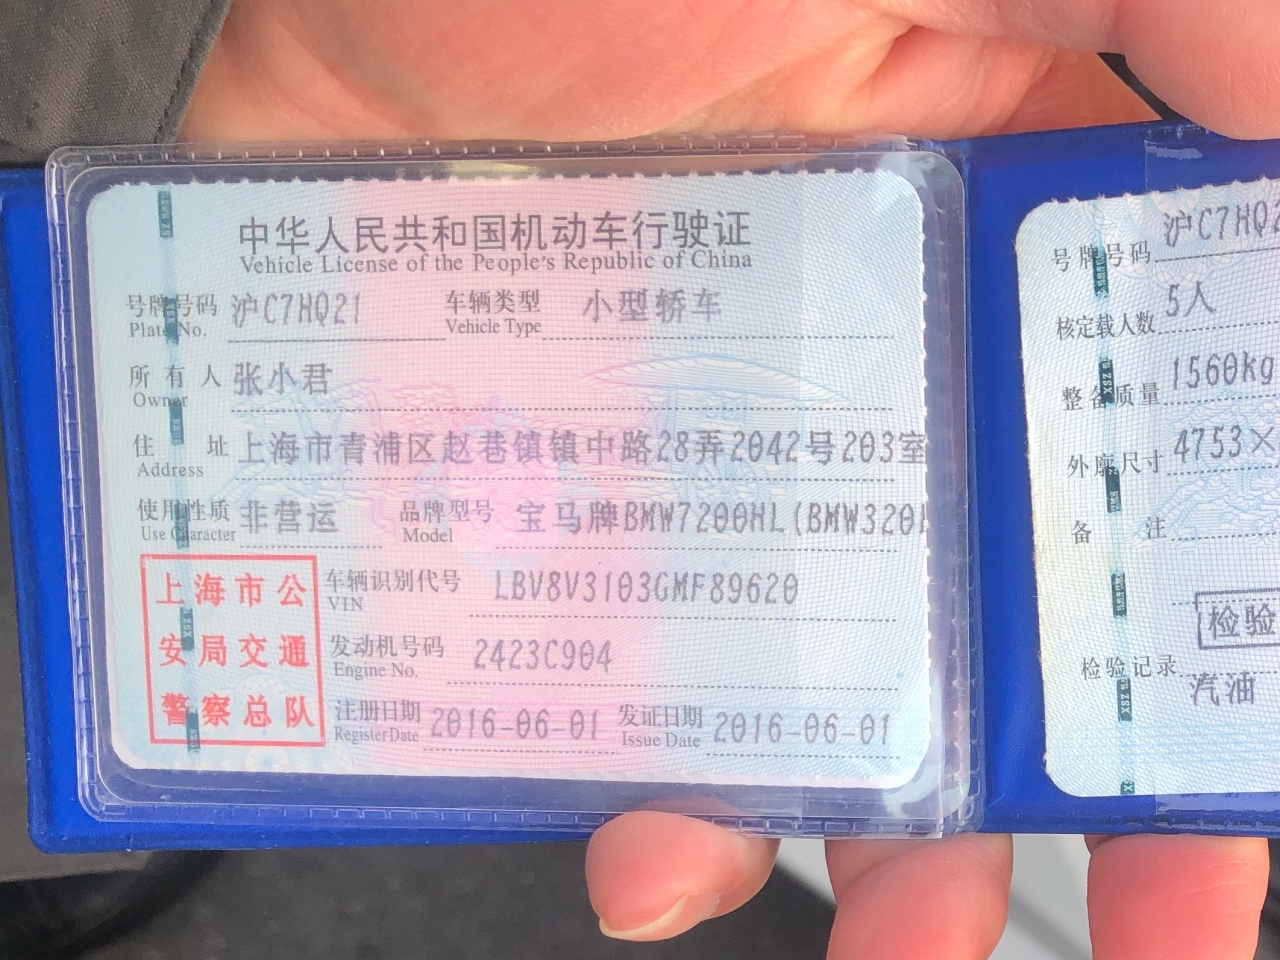 中华人民共和国机动车行驶证
Vehicle License of the People's Republic of China
号牌号码 沪C7HQ21 车辆类型 小型轿车
Plate No. Vehicle Type
所有人 张小君
Owner
住址 上海市青浦区赵巷镇镇中路28弄2042号203室
Address
使用性质 非营运 品牌型号 宝马牌BMW7200HL(BMW320
Use Character Model
上海市公
安局交通
警察总队
车辆识别代号 LBV8V3103GMF89620
VIN
发动机号码 2423C904
Engine No.
注册日期 2016-06-01 发证日期 2016-06-01
Register Date Issue Date
号牌号码 沪C7HQ2
核定载人数 5人
整备质量 1560kg
外廓尺寸 4753×
备注
检验
检验记录
汽油